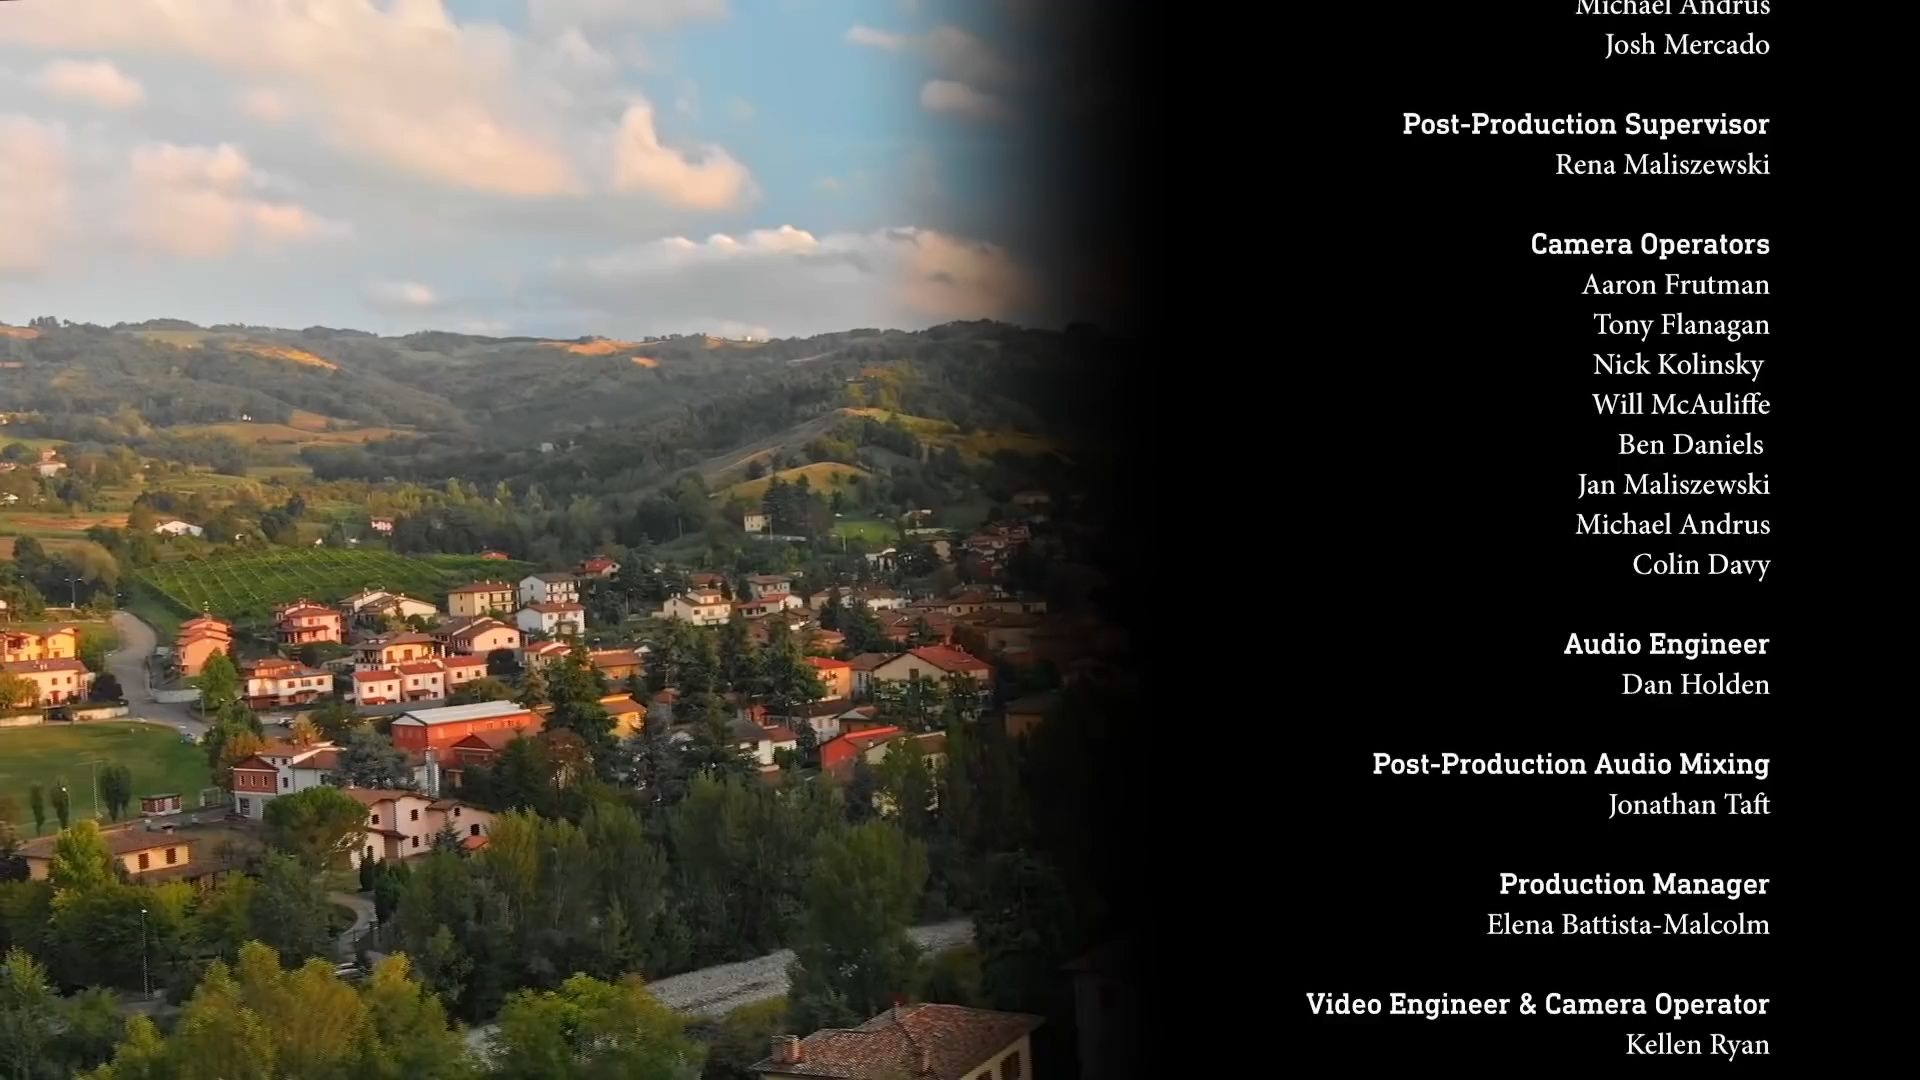 Michael Andrus
Josh Mercado
Post-Production Supervisor
Rena Maliszewski
Camera Operators
Aaron Frutman
Tony Flanagan
Nick Kolinsky
Will McAuliffe
Ben Daniels
Jan Maliszewski
Michael Andrus
Colin Davy
Audio Engineer
Dan Holden
Post-Production Audio Mixing
Jonathan Taft
Production Manager
Elena Battista-Malcolm
Video Engineer & Camera Operator
Kellen Ryan